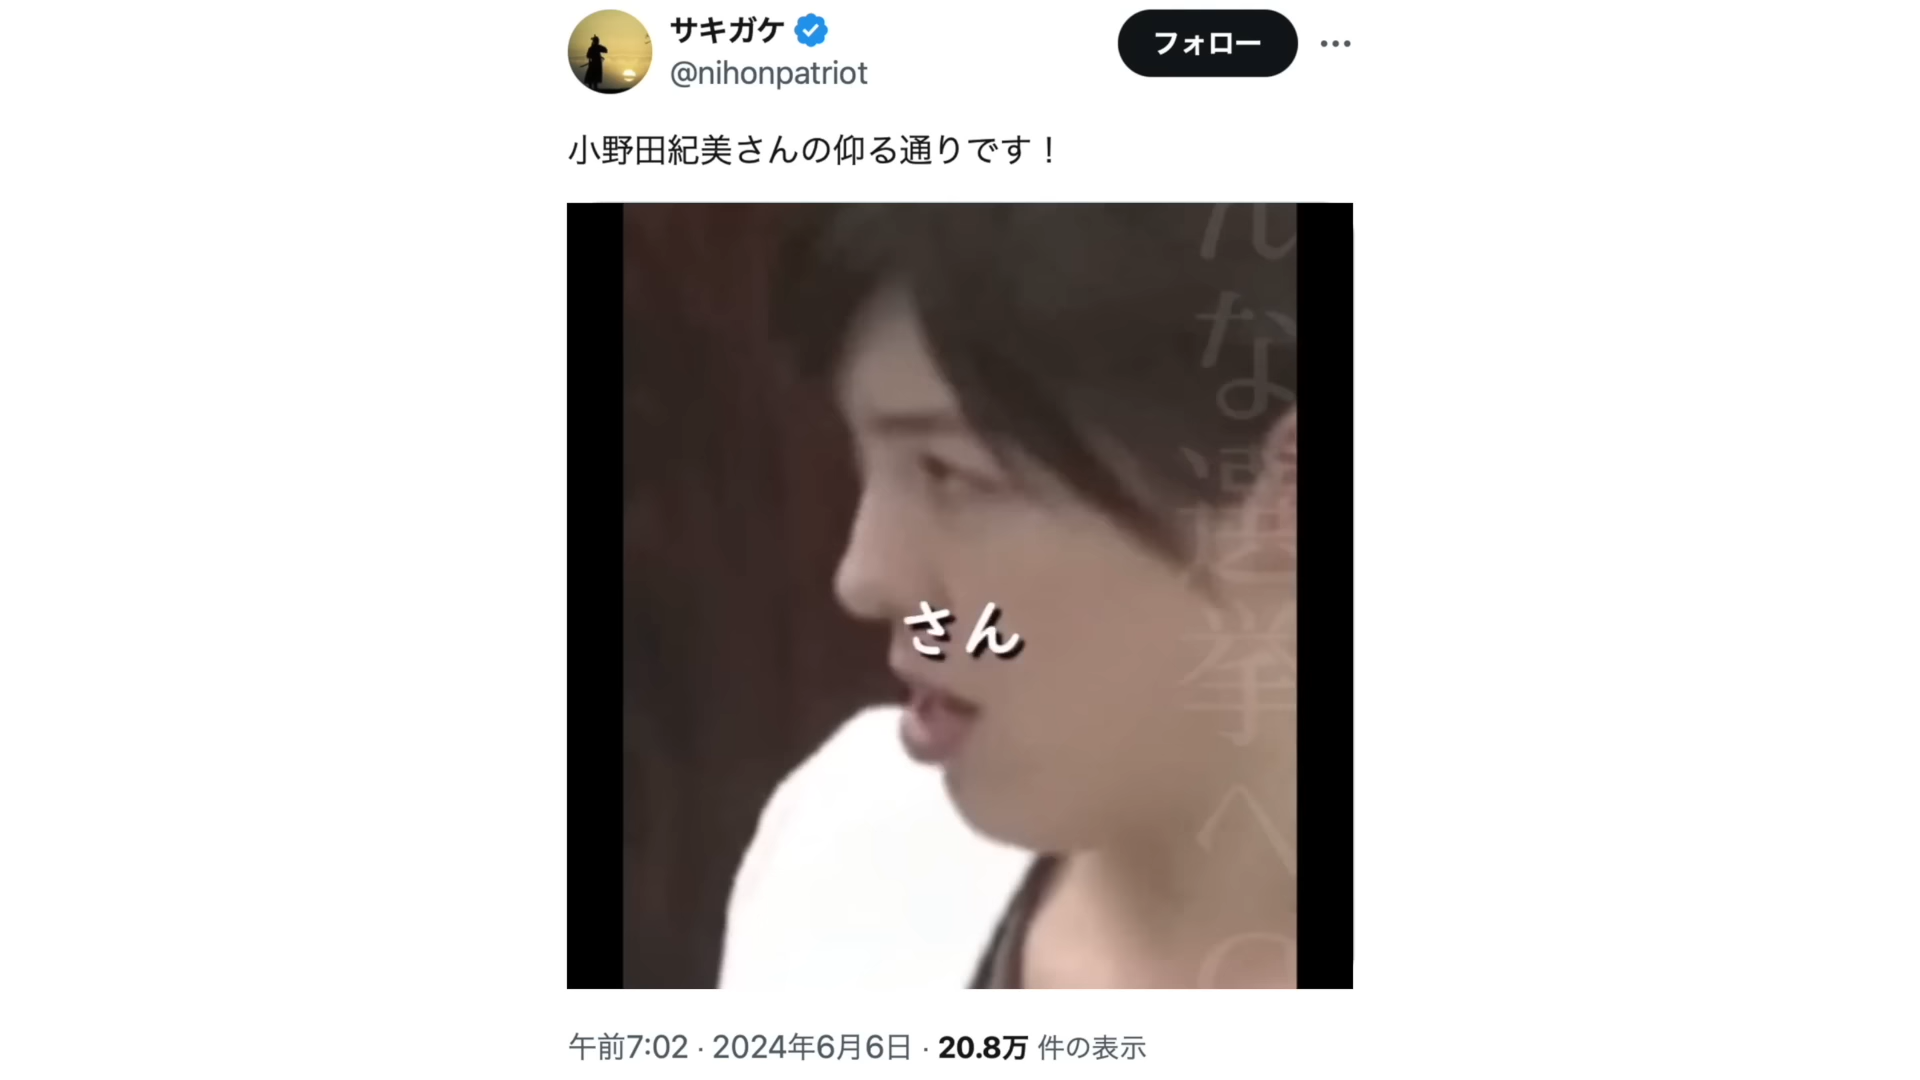 サキガケ
@nihonpatriot
フォロー
小野田紀美さんの仰る通りです！
んな選挙への
さん
午前7:02 · 2024年6月6日 · 20.8万 件の表示